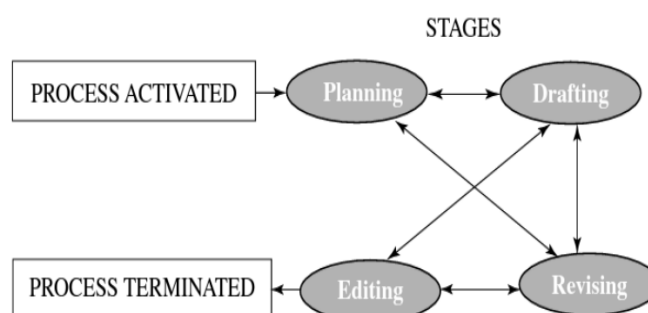 STAGES
PROCESS ACTIVATED
Planning
Drafting
PROCESS TERMINATED
Editing
Revising